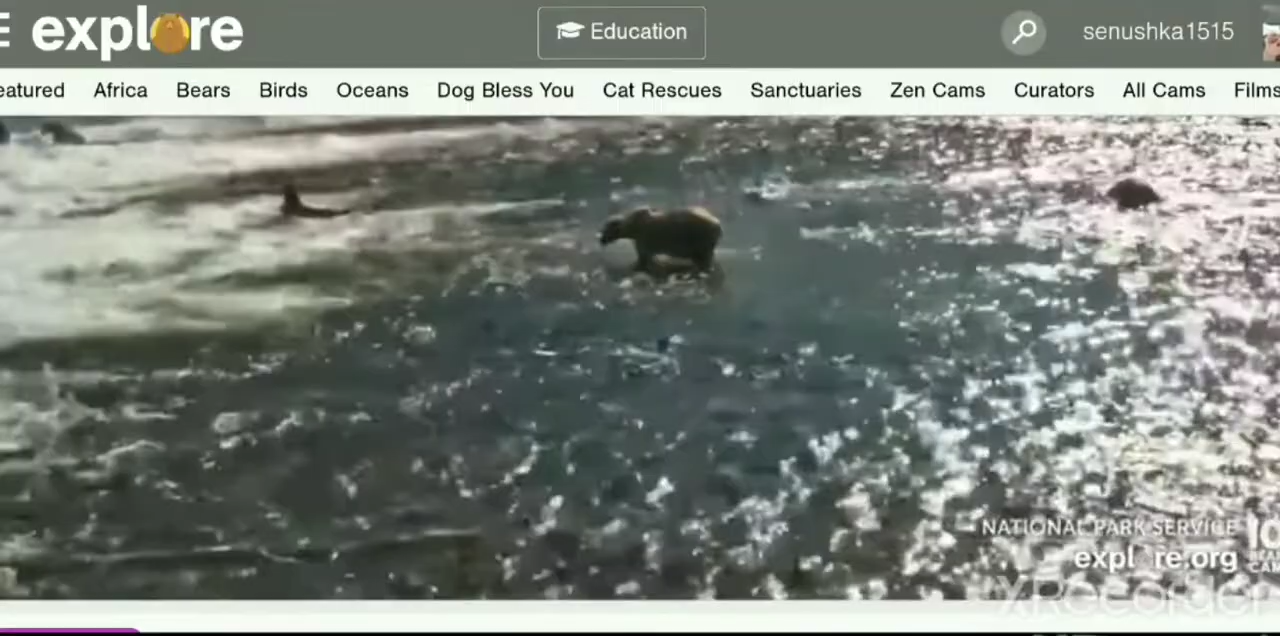 explore
Education
senushka1515
eatured Africa Bears Birds Oceans Dog Bless You Cat Rescues Sanctuaries Zen Cams Curators All Cams Films
NATIONAL PARK SERVICE
explore.org
XRecorder